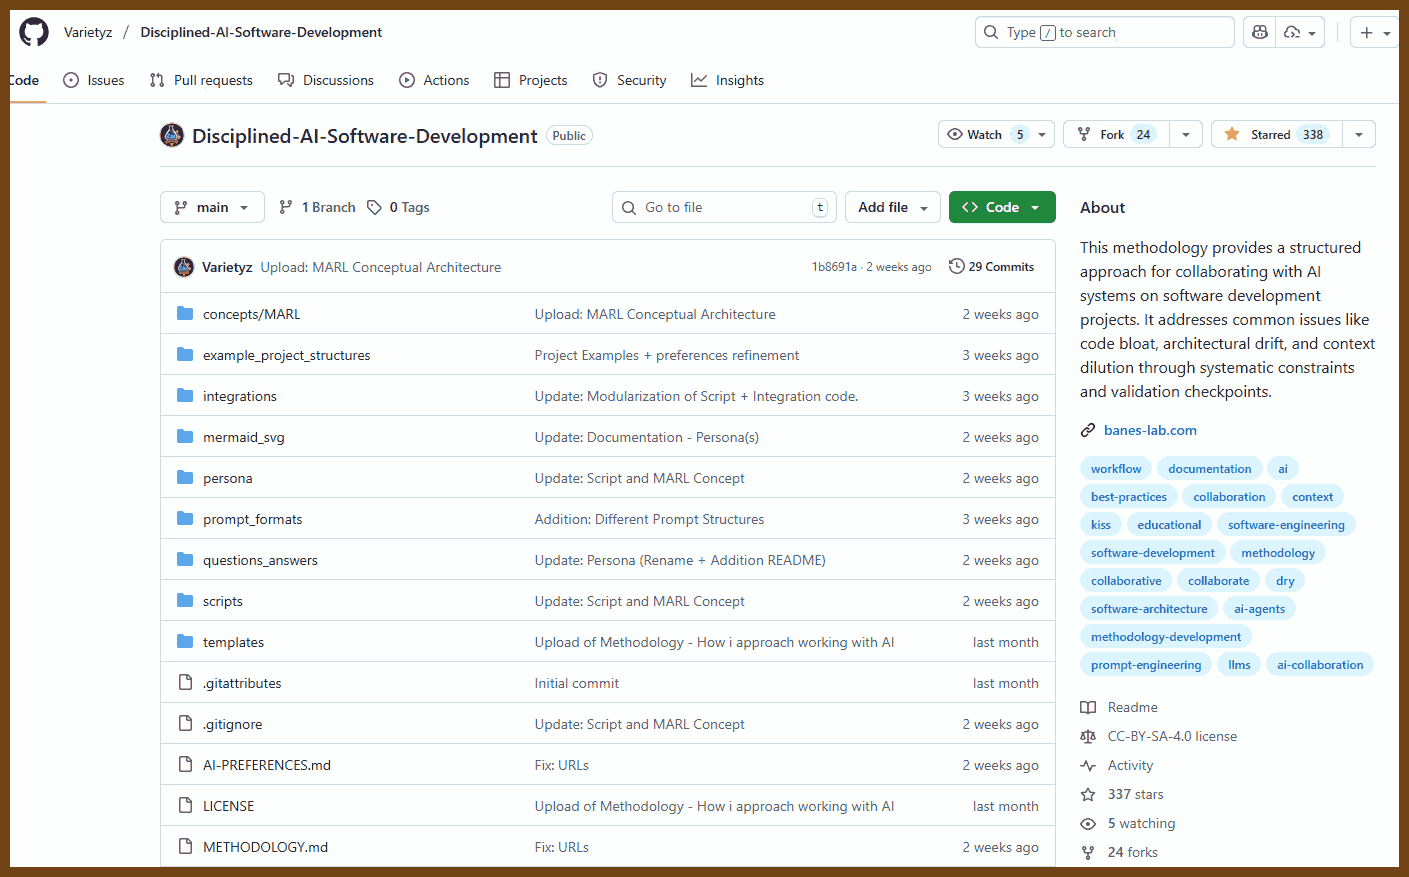 Varietyz / Disciplined-AI-Software-Development Type / to search
Code Issues Pull requests Discussions Actions Projects Security Insights
Disciplined-AI-Software-Development Public Watch 5 Fork 24 Starred 338
main 1 Branch 0 Tags Go to file t Add file Code
Varietyz Upload: MARL Conceptual Architecture 1b8691a · 2 weeks ago 29 Commits
concepts/MARL Upload: MARL Conceptual Architecture 2 weeks ago
example_project_structures Project Examples + preferences refinement 3 weeks ago
integrations Update: Modularization of Script + Integration code. 3 weeks ago
mermaid_svg Update: Documentation - Persona(s) 2 weeks ago
persona Update: Script and MARL Concept 2 weeks ago
prompt_formats Addition: Different Prompt Structures 3 weeks ago
questions_answers Update: Persona (Rename + Addition README) 2 weeks ago
scripts Update: Script and MARL Concept 2 weeks ago
templates Upload of Methodology - How i approach working with AI last month
.gitattributes Initial commit last month
.gitignore Update: Script and MARL Concept 2 weeks ago
AI-PREFERENCES.md Fix: URLs 2 weeks ago
LICENSE Upload of Methodology - How i approach working with AI last month
METHODOLOGY.md Fix: URLs 2 weeks ago
About
This methodology provides a structured
approach for collaborating with AI
systems on software development
projects. It addresses common issues like
code bloat, architectural drift, and context
dilution through systematic constraints
and validation checkpoints.
banes-lab.com
workflow documentation ai
best-practices collaboration context
kiss educational software-engineering
software-development methodology
collaborative collaborate dry
software-architecture ai-agents
methodology-development
prompt-engineering llms ai-collaboration
Readme
CC-BY-SA-4.0 license
Activity
337 stars
5 watching
24 forks